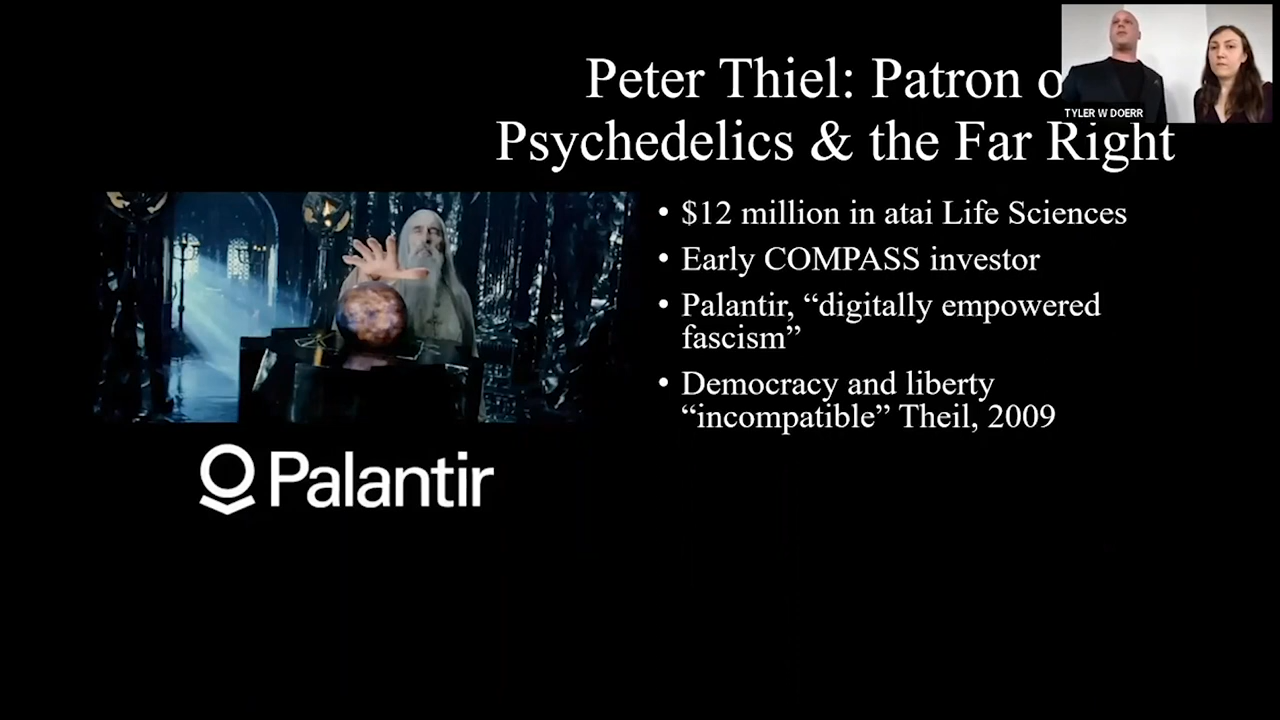 Peter Thiel: Patron o
Psychedelics & the Far Right
TYLER W DOERR
• $12 million in atai Life Sciences
• Early COMPASS investor
• Palantir, “digitally empowered
fascism”
• Democracy and liberty
“incompatible” Theil, 2009
Palantir